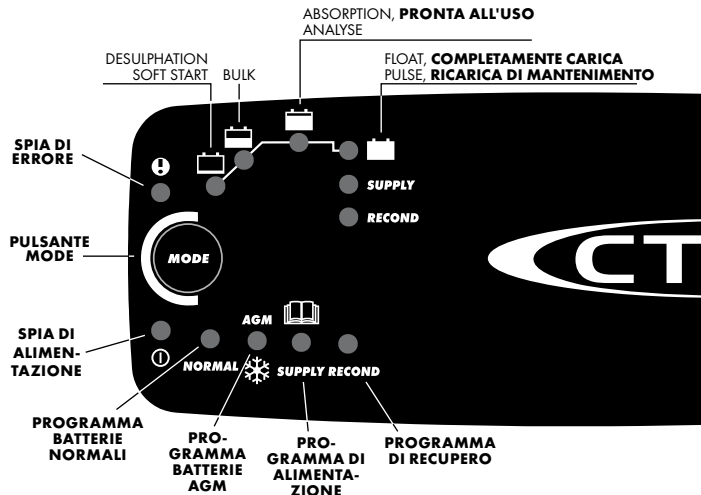 ABSORPTION, PRONTA ALL'USO
ANALYSE
DESULPHATION
SOFT START
BULK
FLOAT, COMPLETAMENTE CARICA
PULSE, RICARICA DI MANTENIMENTO
SPIA DI
ERRORE
SUPPLY
RECOND
PULSANTE
MODE
MODE
CT
SPIA DI
ALIMEN-
TAZIONE
AGM
NORMAL
SUPPLY
RECOND
PROGRAMMA
BATTERIE
NORMALI
PRO-
GRAMMA
BATTERIE
AGM
PRO-
GRAMMA DI
ALIMENTA-
ZIONE
PROGRAMMA
DI RECUPERO